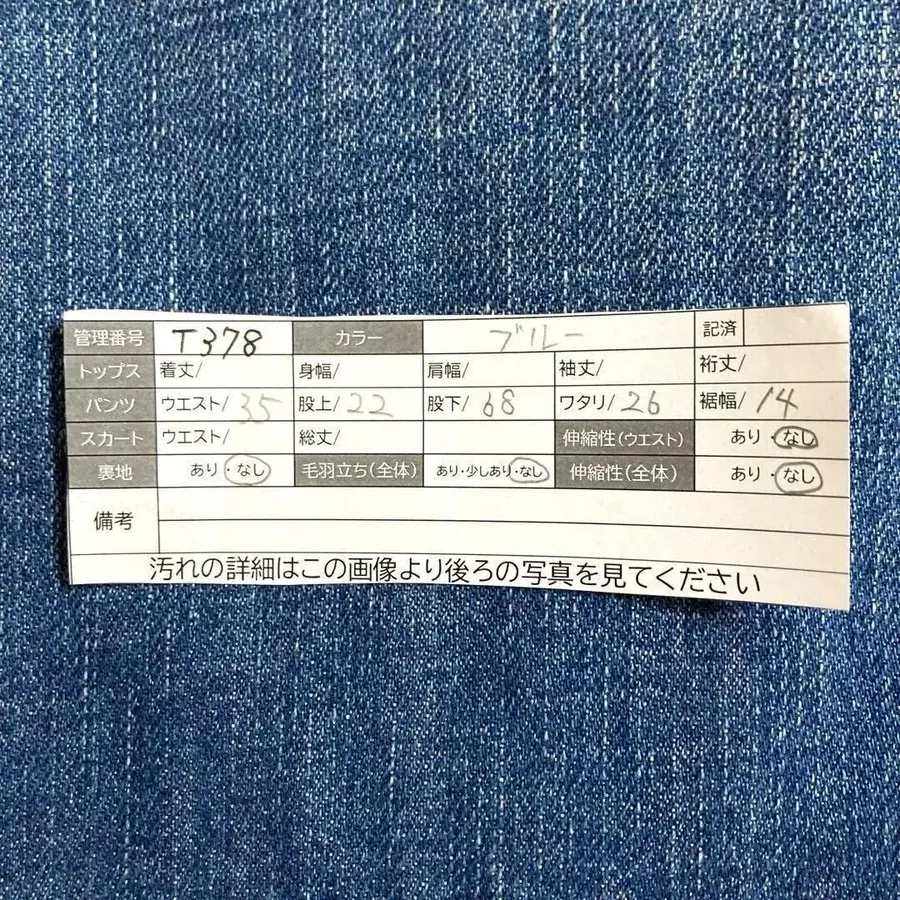 管理番号 T378 カラー ブルー 記済
トップス 着丈/ 身幅/ 肩幅/ 袖丈/ 裄丈/
パンツ ウエスト/ 35 股上/ 22 股下/ 68 ワタリ/ 26 裾幅/ 14
スカート ウエスト/ 総丈/ 伸縮性(ウエスト) あり・なし
裏地 あり・なし 毛羽立ち(全体) あり・少しあり・なし 伸縮性(全体) あり・なし
備考
汚れの詳細はこの画像より後ろの写真を見てください